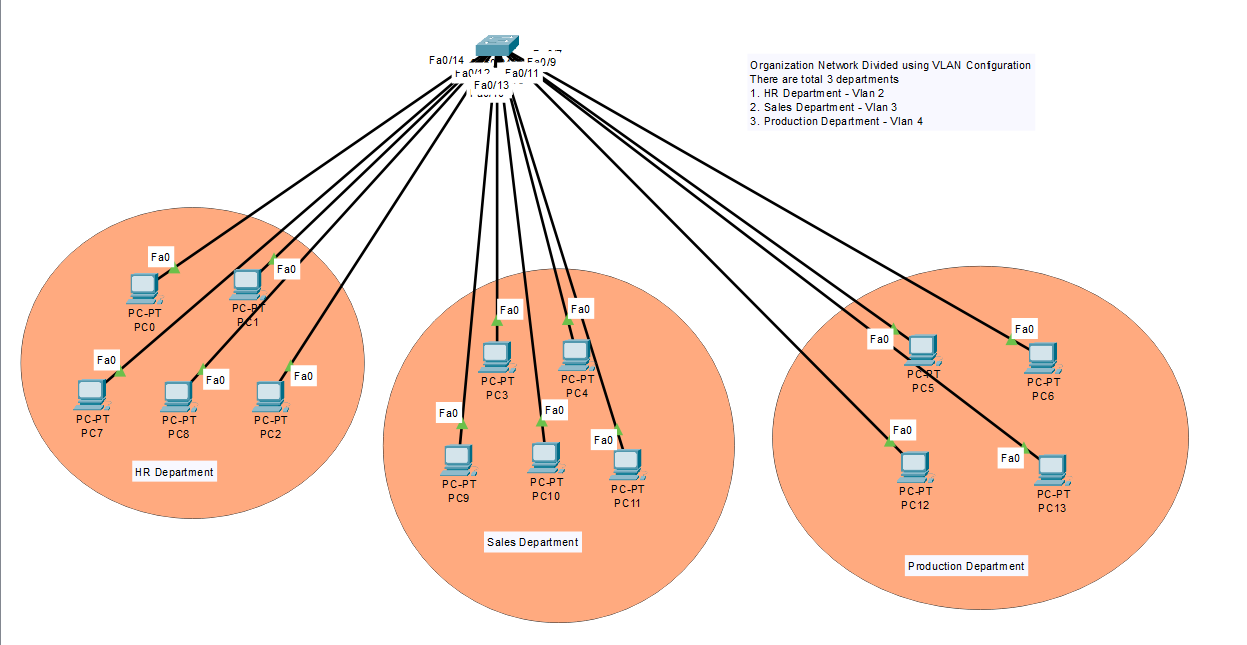 Fa0/14
Fa0/9
Fa0/12
Fa0/11
Fa0/13
Organization Network Divided using VLAN Configuration
There are total 3 departments
1. HR Department - Vlan 2
2. Sales Department - Vlan 3
3. Production Department - Vlan 4
Fa0
Fa0
PC-PT
PC0
PC-PT
PC1
Fa0
Fa0
Fa0
PC-PT
PC7
PC-PT
PC8
PC-PT
PC2
HR Department
Fa0
Fa0
PC-PT
PC3
PC-PT
PC4
Fa0
Fa0
Fa0
PC-PT
PC9
PC-PT
PC10
PC-PT
PC11
Sales Department
Fa0
Fa0
PC-PT
PC5
PC-PT
PC6
Fa0
Fa0
PC-PT
PC12
PC-PT
PC13
Production Department